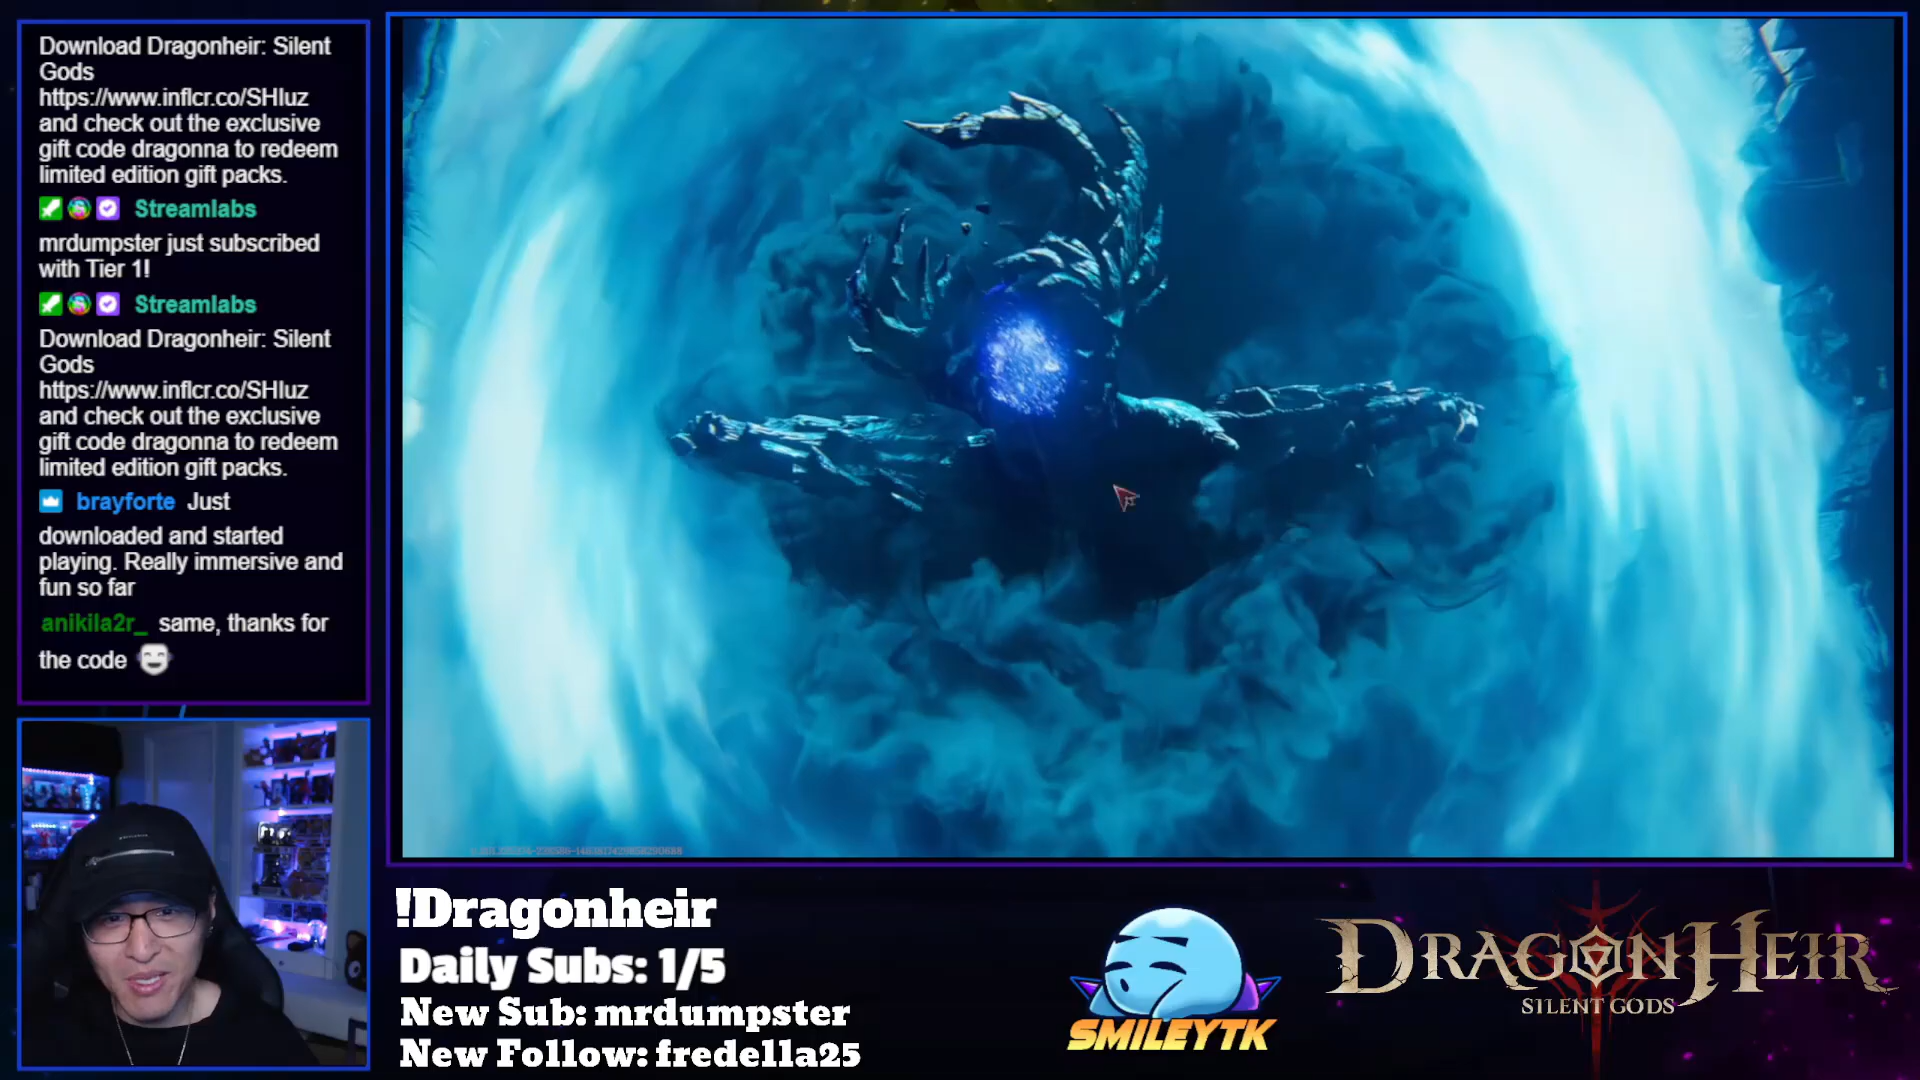 Download Dragonheir: Silent
Gods
https://www.inflcr.co/SHIuz
and check out the exclusive
gift code dragonna to redeem
limited edition gift packs.
Streamlabs
mrdumpster just subscribed
with Tier 1!
Streamlabs
Download Dragonheir: Silent
Gods
https://www.inflcr.co/SHIuz
and check out the exclusive
gift code dragonna to redeem
limited edition gift packs.
brayforte Just
downloaded and started
playing. Really immersive and
fun so far
anikila2r_ same, thanks for
the code
!Dragonheir
Daily Subs: 1/5
New Sub: mrdumpster
New Follow: fredella25
SMILEYTK
DRAGONHEIR
SILENT GODS